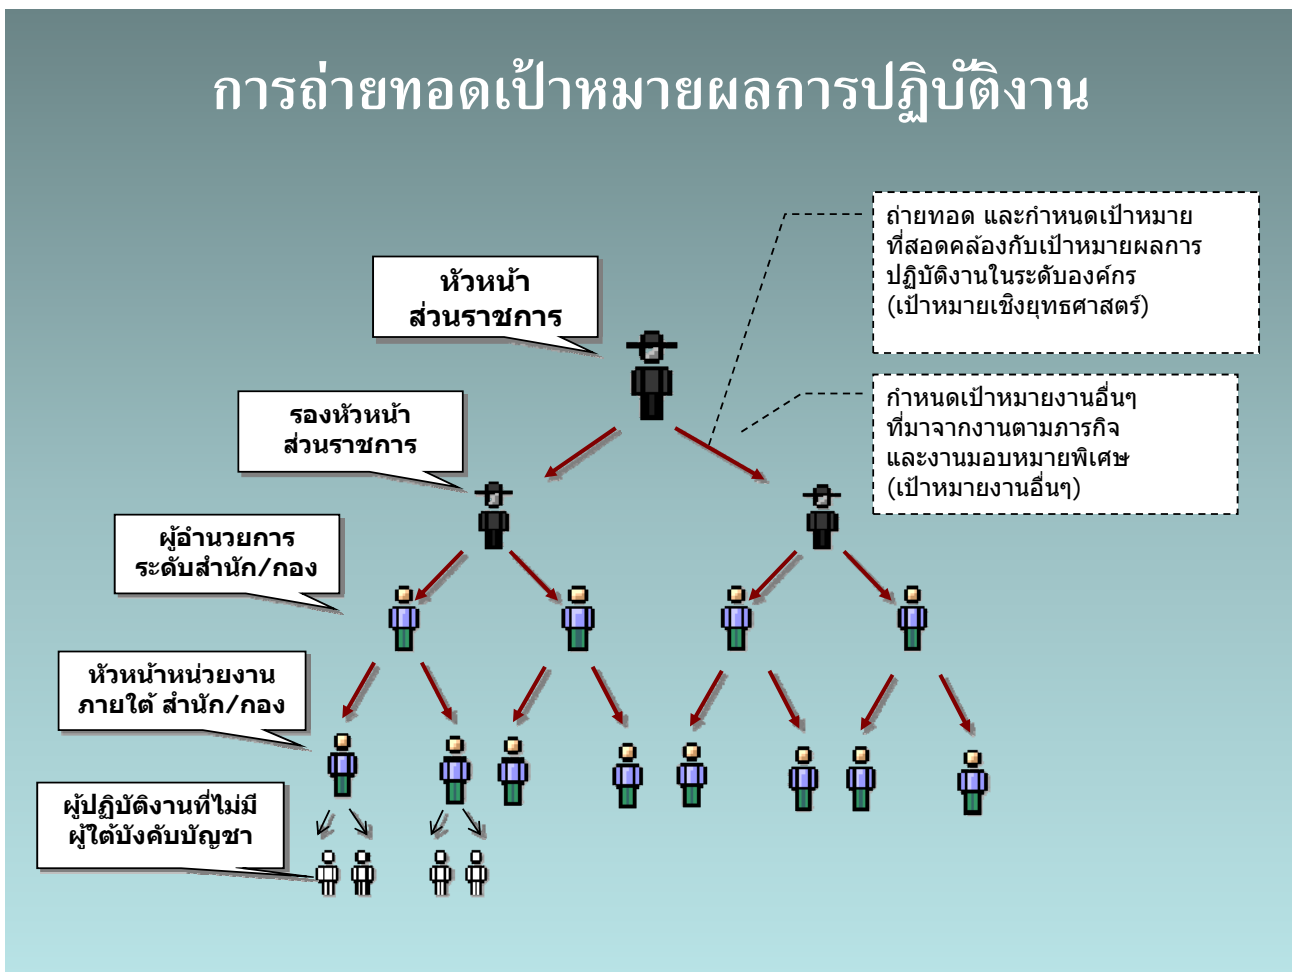 การถ่ายทอดเป้าหมายผลการปฏิบัติงาน
ถ่ายทอด และกำหนดเป้าหมาย
ที่สอดคล้องกับเป้าหมายผลการ
ปฏิบัติงานในระดับองค์กร
(เป้าหมายเชิงยุทธศาสตร์)
หัวหน้า
ส่วนราชการ
กำหนดเป้าหมายงานอื่นๆ
ที่มาจากงานตามภารกิจ
และงานมอบหมายพิเศษ
(เป้าหมายงานอื่นๆ)
รองหัวหน้า
ส่วนราชการ
ผู้อำนวยการ
ระดับสำนัก/กอง
หัวหน้าหน่วยงาน
ภายใต้ สำนัก/กอง
ผู้ปฏิบัติงานที่ไม่มี
ผู้ใต้บังคับบัญชา